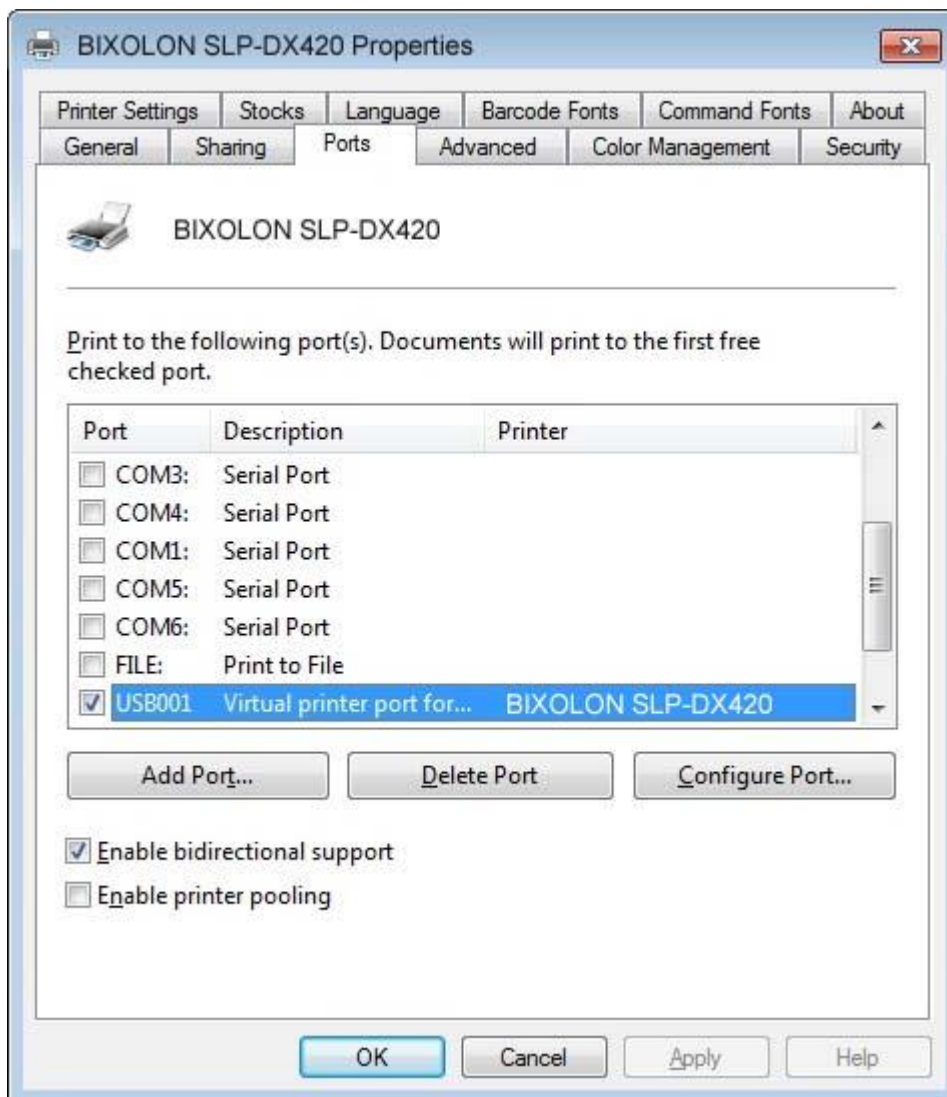 BIXOLON SLP-DX420 Properties
Printer Settings Stocks Language Barcode Fonts Command Fonts About
General Sharing Ports Advanced Color Management Security
BIXOLON SLP-DX420
Print to the following port(s). Documents will print to the first free
checked port.
Port Description Printer
COM3: Serial Port
COM4: Serial Port
COM1: Serial Port
COM5: Serial Port
COM6: Serial Port
FILE: Print to File
USB001 Virtual printer port for... BIXOLON SLP-DX420
Add Port... Delete Port Configure Port...
Enable bidirectional support
Enable printer pooling
OK Cancel Apply Help